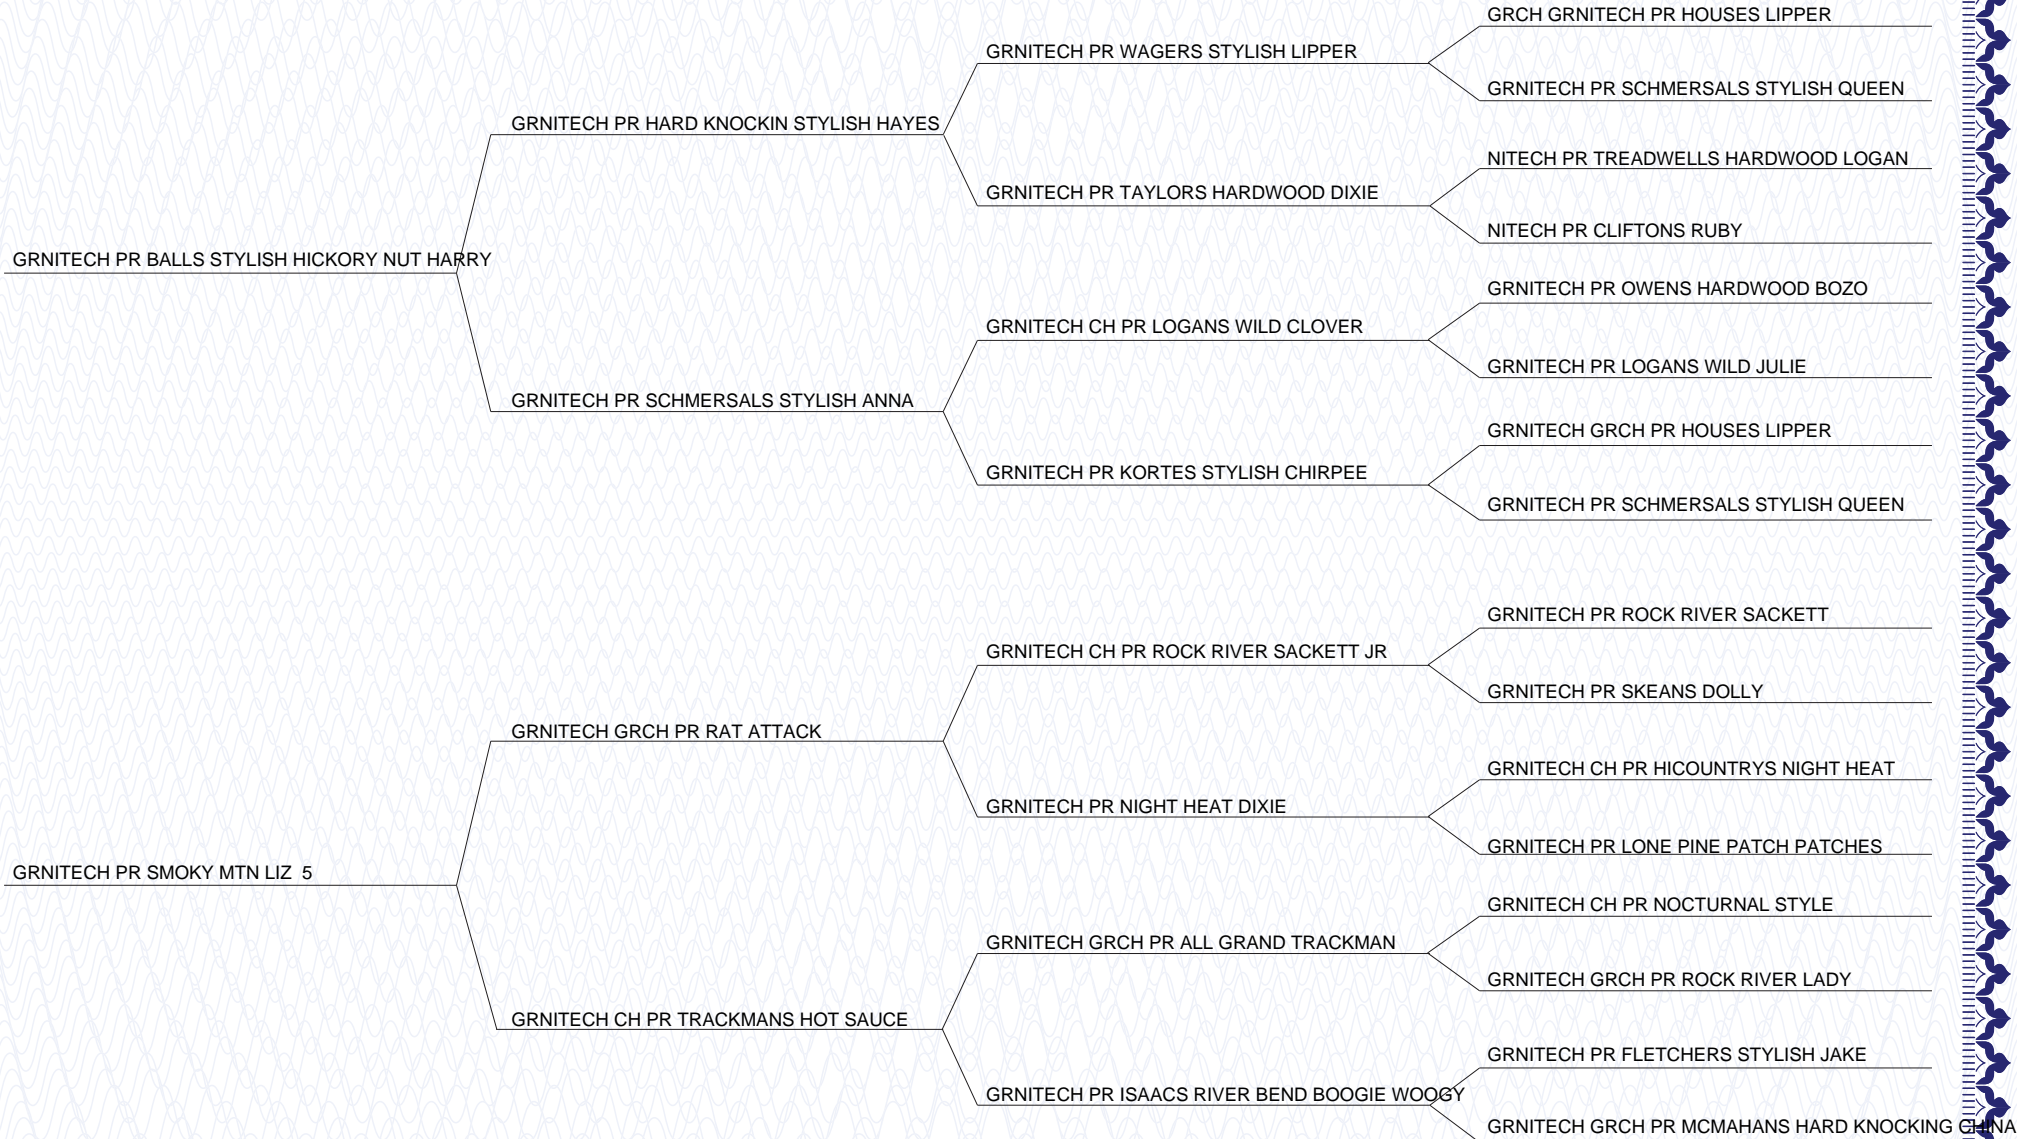 GRCH GRNITECH PR HOUSES LIPPER
GRNITECH PR WAGERS STYLISH LIPPER
GRNITECH PR SCHMERSALS STYLISH QUEEN
GRNITECH PR HARD KNOCKIN STYLISH HAYES
NITECH PR TREADWELLS HARDWOOD LOGAN
GRNITECH PR TAYLORS HARDWOOD DIXIE
NITECH PR CLIFTONS RUBY
GRNITECH PR BALLS STYLISH HICKORY NUT HARRY
GRNITECH PR OWENS HARDWOOD BOZO
GRNITECH CH PR LOGANS WILD CLOVER
GRNITECH PR LOGANS WILD JULIE
GRNITECH PR SCHMERSALS STYLISH ANNA
GRNITECH GRCH PR HOUSES LIPPER
GRNITECH PR KORTES STYLISH CHIRPEE
GRNITECH PR SCHMERSALS STYLISH QUEEN
GRNITECH PR ROCK RIVER SACKETT
GRNITECH CH PR ROCK RIVER SACKETT JR
GRNITECH PR SKEANS DOLLY
GRNITECH GRCH PR RAT ATTACK
GRNITECH CH PR HICOUNTRYS NIGHT HEAT
GRNITECH PR NIGHT HEAT DIXIE
GRNITECH PR LONE PINE PATCH PATCHES
GRNITECH PR SMOKY MTN LIZ 5
GRNITECH CH PR NOCTURNAL STYLE
GRNITECH GRCH PR ALL GRAND TRACKMAN
GRNITECH GRCH PR ROCK RIVER LADY
GRNITECH CH PR TRACKMANS HOT SAUCE
GRNITECH PR FLETCHERS STYLISH JAKE
GRNITECH PR ISAACS RIVER BEND BOOGIE WOOGY
GRNITECH GRCH PR MCMAHANS HARD KNOCKING CHINA